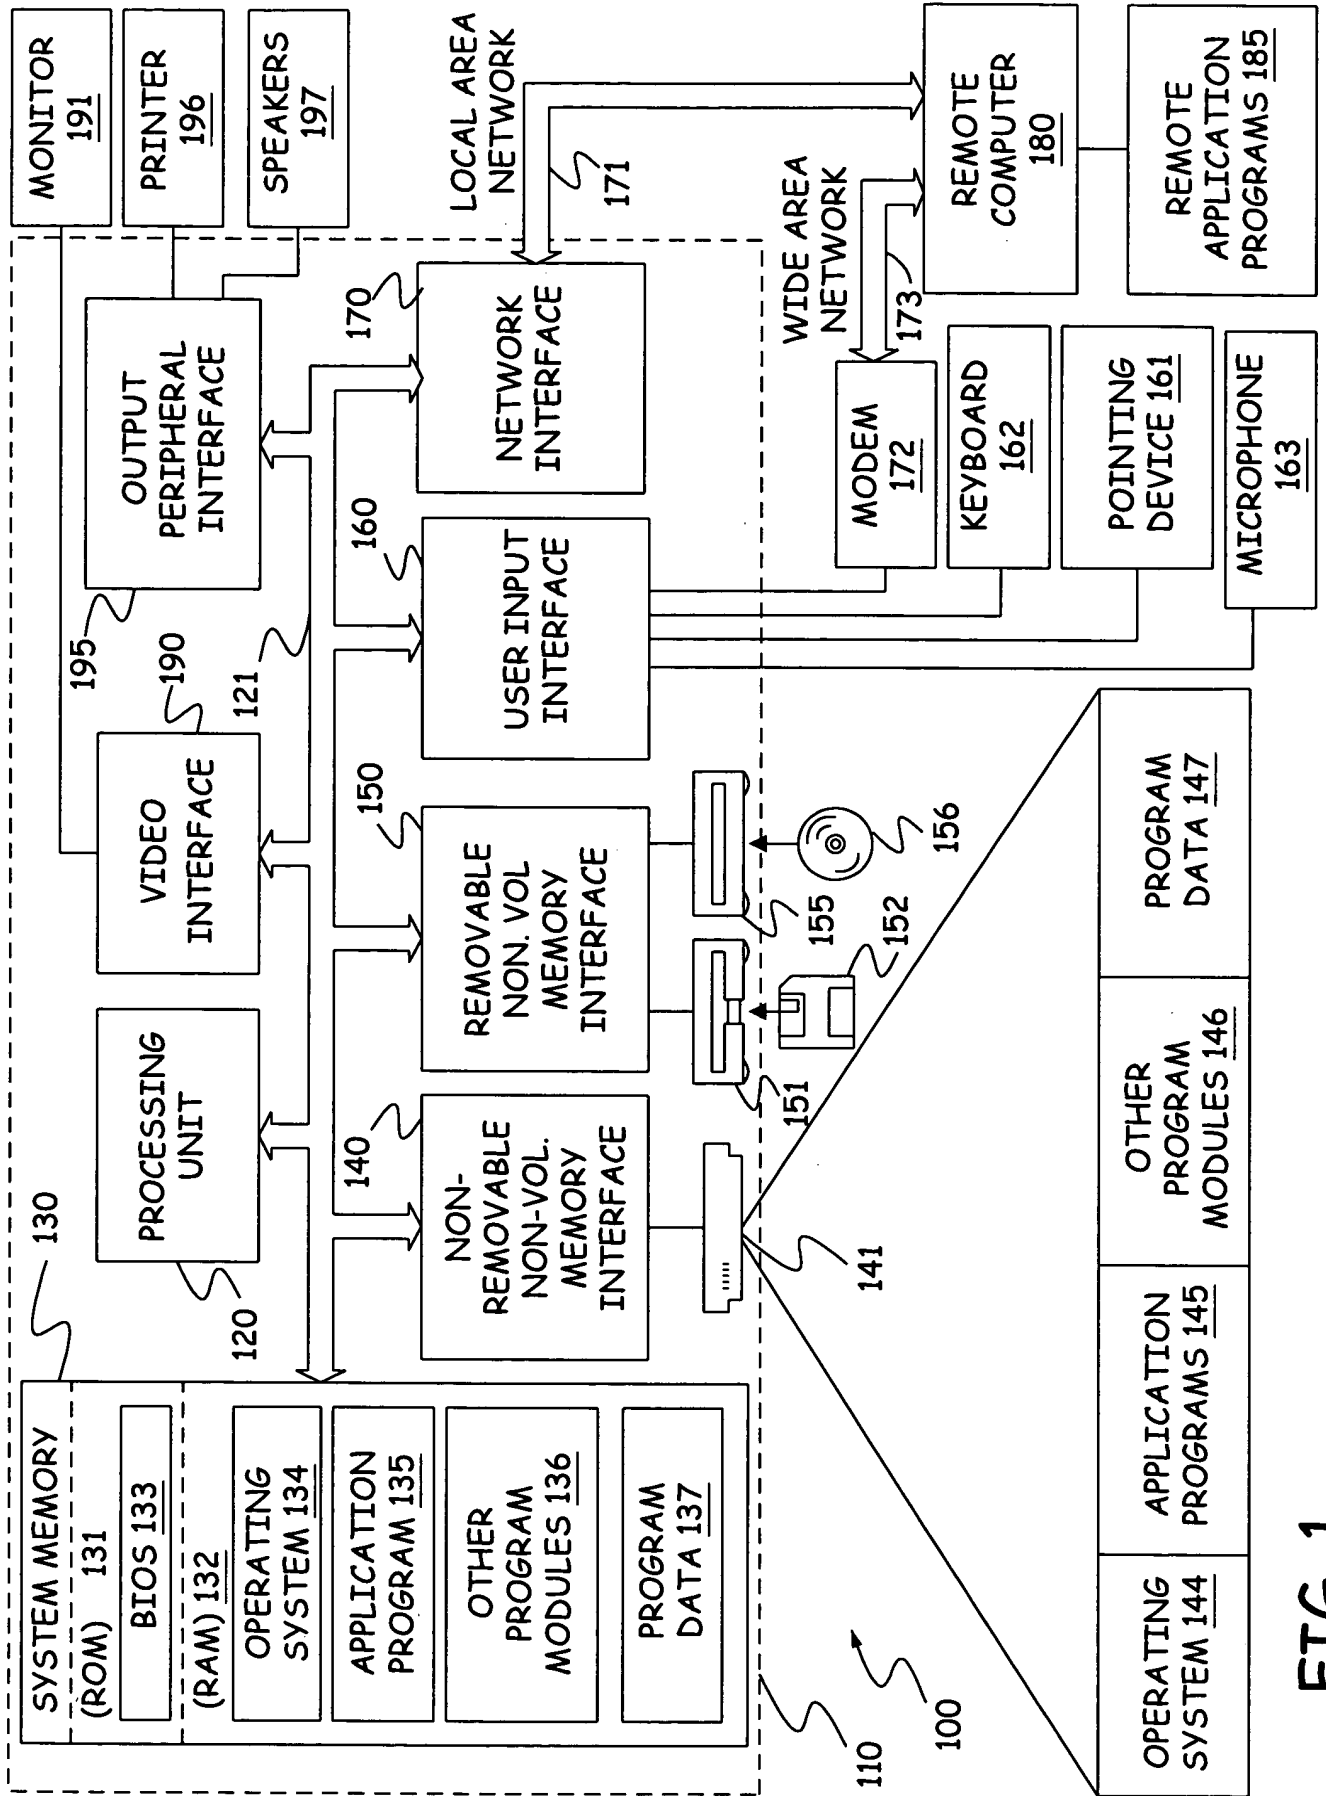 SYSTEM MEMORY
(ROM) 131
BIOS 133
(RAM) 132
OPERATING
SYSTEM 134
APPLICATION
PROGRAM 135
OTHER
PROGRAM
MODULES 136
PROGRAM
DATA 137
130
PROCESSING
UNIT
120
VIDEO
INTERFACE
190
OUTPUT
PERIPHERAL
INTERFACE
195
121
MONITOR
191
PRINTER
196
SPEAKERS
197
140
NON-
REMOVABLE
NON-VOL.
MEMORY
INTERFACE
150
REMOVABLE
NON. VOL
MEMORY
INTERFACE
160
USER INPUT
INTERFACE
170
NETWORK
INTERFACE
LOCAL AREA
NETWORK
171
141
151
152
155
156
WIDE AREA
NETWORK
173
MODEM
172
KEYBOARD
162
POINTING
DEVICE 161
MICROPHONE
163
REMOTE
COMPUTER
180
REMOTE
APPLICATION
PROGRAMS 185
110
100
OPERATING
SYSTEM 144
APPLICATION
PROGRAMS 145
OTHER
PROGRAM
MODULES 146
PROGRAM
DATA 147
FIG. 1